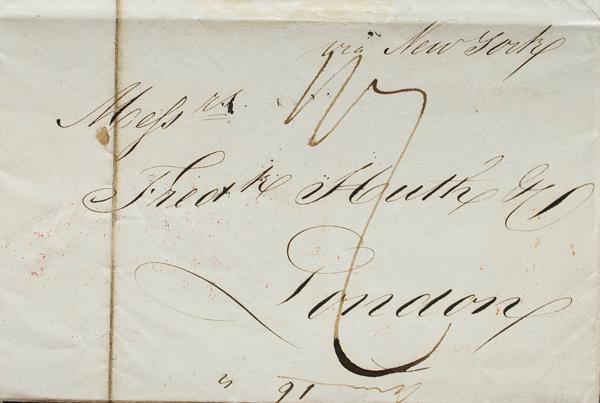 via New York
Messrs.
Fredk Huth & Co
London